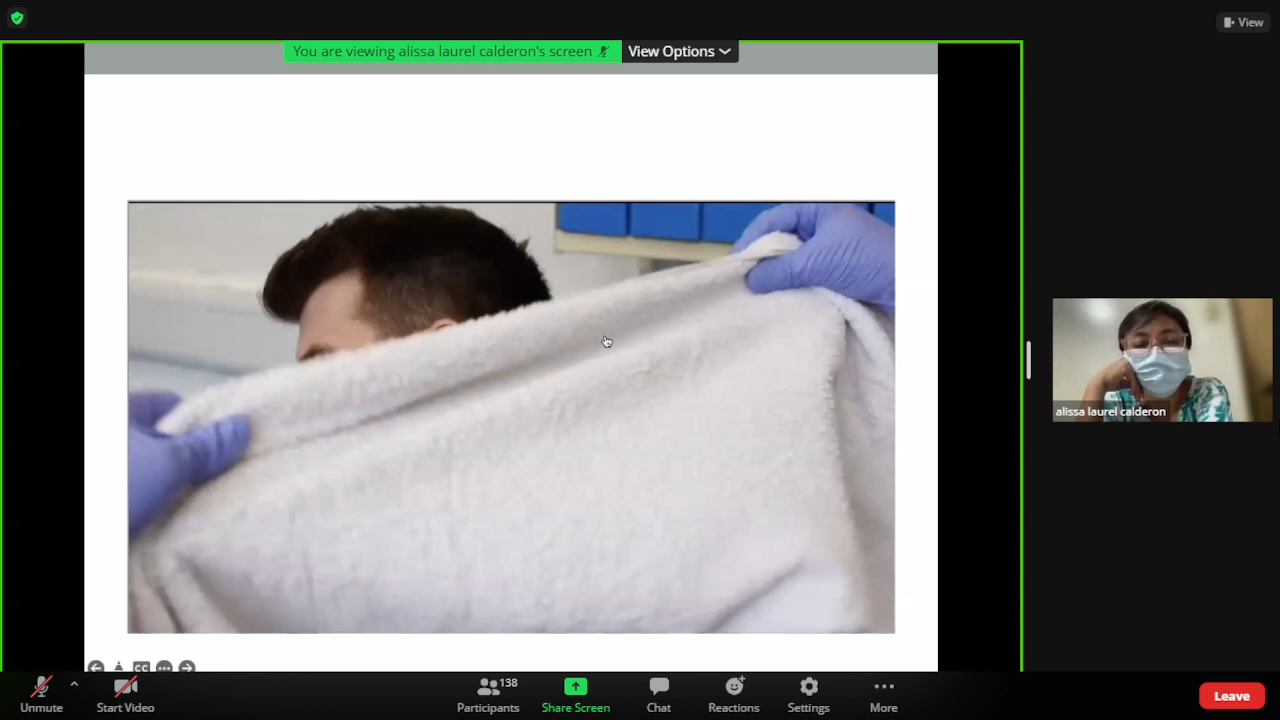 View
You are viewing alissa laurel calderon's screen
View Options
alissa laurel calderon
CC
138
Unmute
Start Video
Participants
Share Screen
Chat
Reactions
Settings
More
Leave